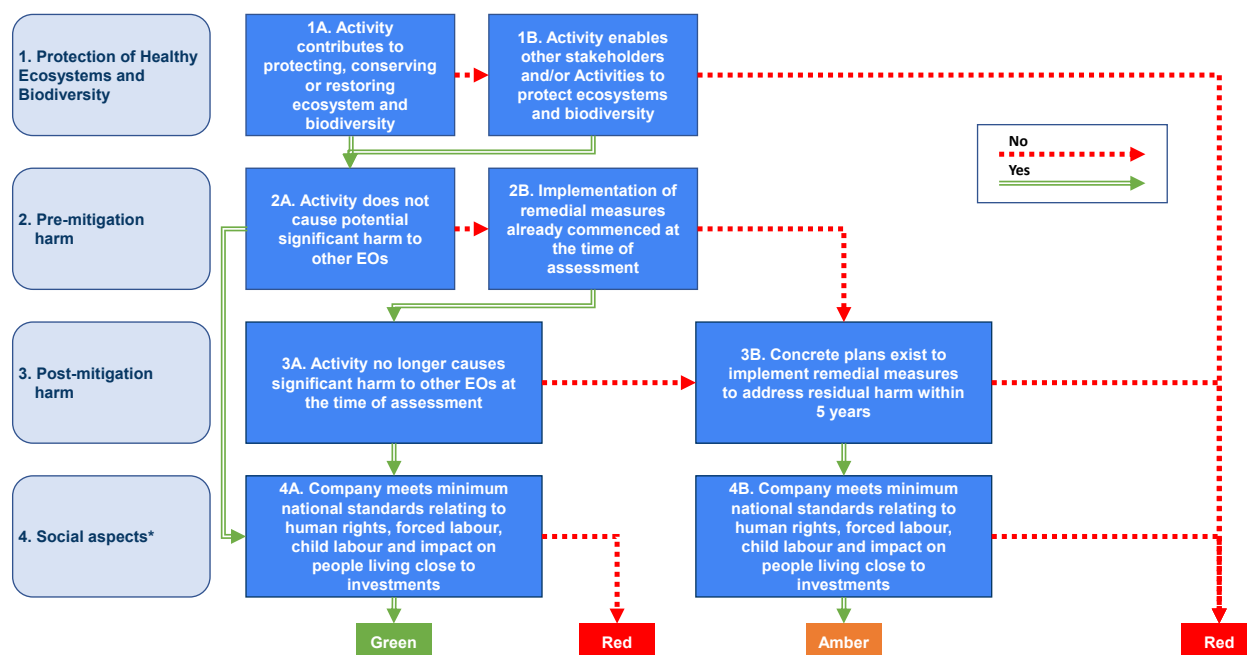 1. Protection of Healthy
Ecosystems and
Biodiversity
1A. Activity
contributes to
protecting, conserving
or restoring
ecosystem and
biodiversity
1B. Activity enables
other stakeholders
and/or Activities to
protect ecosystems
and biodiversity
No
Yes
2. Pre-mitigation
harm
2A. Activity does not
cause potential
significant harm to
other EOs
2B. Implementation of
remedial measures
already commenced at
the time of
assessment
3. Post-mitigation
harm
3A. Activity no longer causes
significant harm to other EOs at
the time of assessment
3B. Concrete plans exist to
implement remedial measures
to address residual harm within
5 years
4. Social aspects*
4A. Company meets minimum
national standards relating to
human rights, forced labour,
child labour and impact on
people living close to
investments
4B. Company meets minimum
national standards relating to
human rights, forced labour,
child labour and impact on
people living close to
investments
Green
Red
Amber
Red